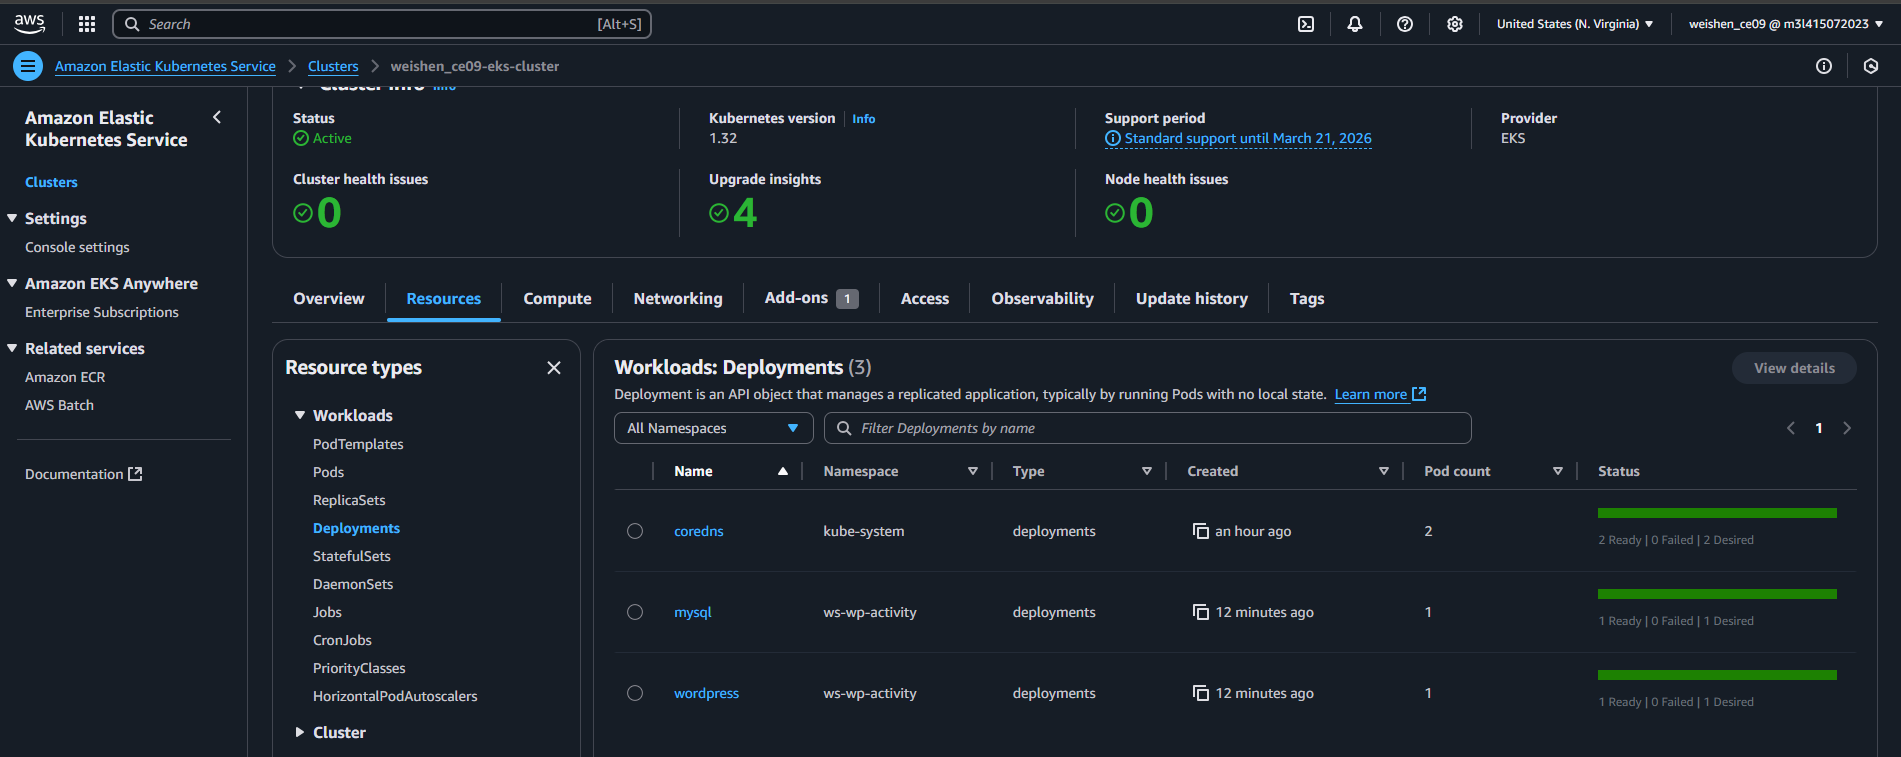 aws
Search [Alt+S]
United States (N. Virginia)
weishen_ce09 @ m3l415072023
Amazon Elastic Kubernetes Service
Clusters
weishen_ce09-eks-cluster
Amazon Elastic
Kubernetes Service
Clusters
Settings
Console settings
Amazon EKS Anywhere
Enterprise Subscriptions
Related services
Amazon ECR
AWS Batch
Documentation
Cluster info Info
Status
Active
Kubernetes version Info
1.32
Support period
Standard support until March 21, 2026
Provider
EKS
Cluster health issues
0
Upgrade insights
4
Node health issues
0
Overview Resources Compute Networking Add-ons 1 Access Observability Update history Tags
Resource types
Workloads
PodTemplates
Pods
ReplicaSets
Deployments
StatefulSets
DaemonSets
Jobs
CronJobs
PriorityClasses
HorizontalPodAutoscalers
Cluster
Workloads: Deployments (3)
View details
Deployment is an API object that manages a replicated application, typically by running Pods with no local state. Learn more
All Namespaces
Filter Deployments by name
1
Name Namespace Type Created Pod count Status
coredns kube-system deployments an hour ago 2
2 Ready | 0 Failed | 2 Desired
mysql ws-wp-activity deployments 12 minutes ago 1
1 Ready | 0 Failed | 1 Desired
wordpress ws-wp-activity deployments 12 minutes ago 1
1 Ready | 0 Failed | 1 Desired